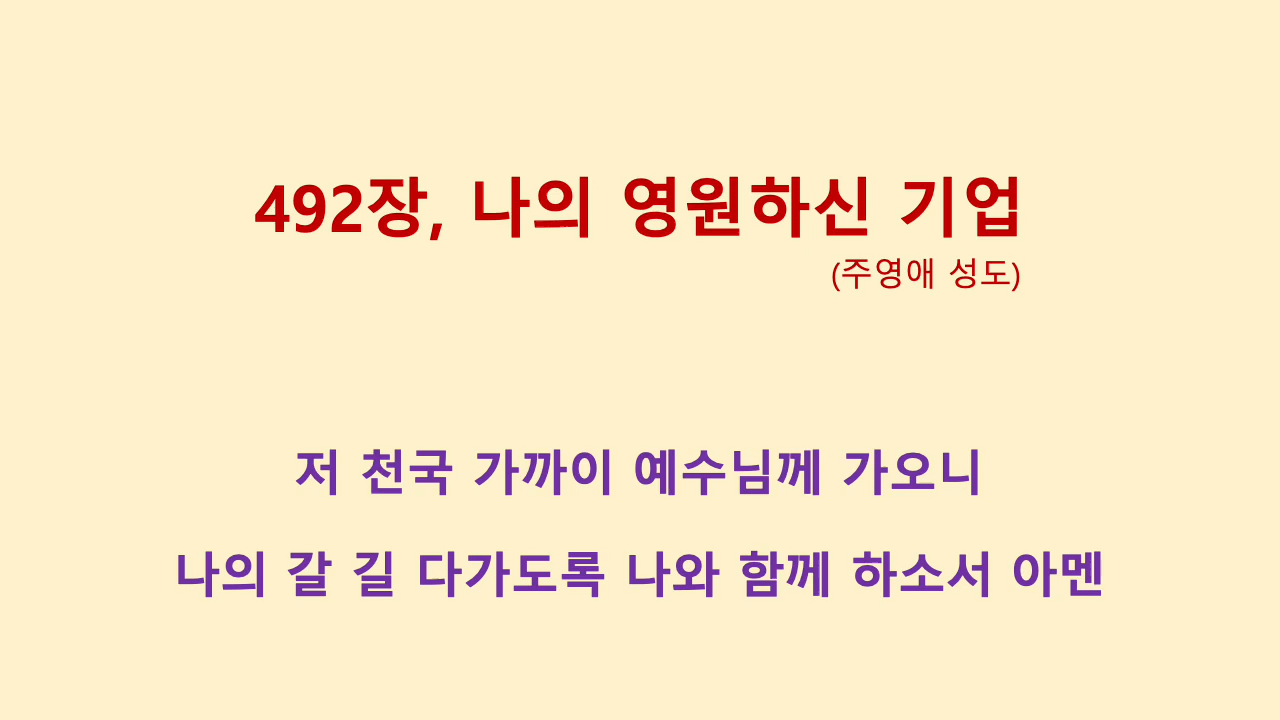 492장, 나의 영원하신 기업
(주영애 성도)
저 천국 가까이 예수님께 가오니
나의 갈 길 다가도록 나와 함께 하소서 아멘